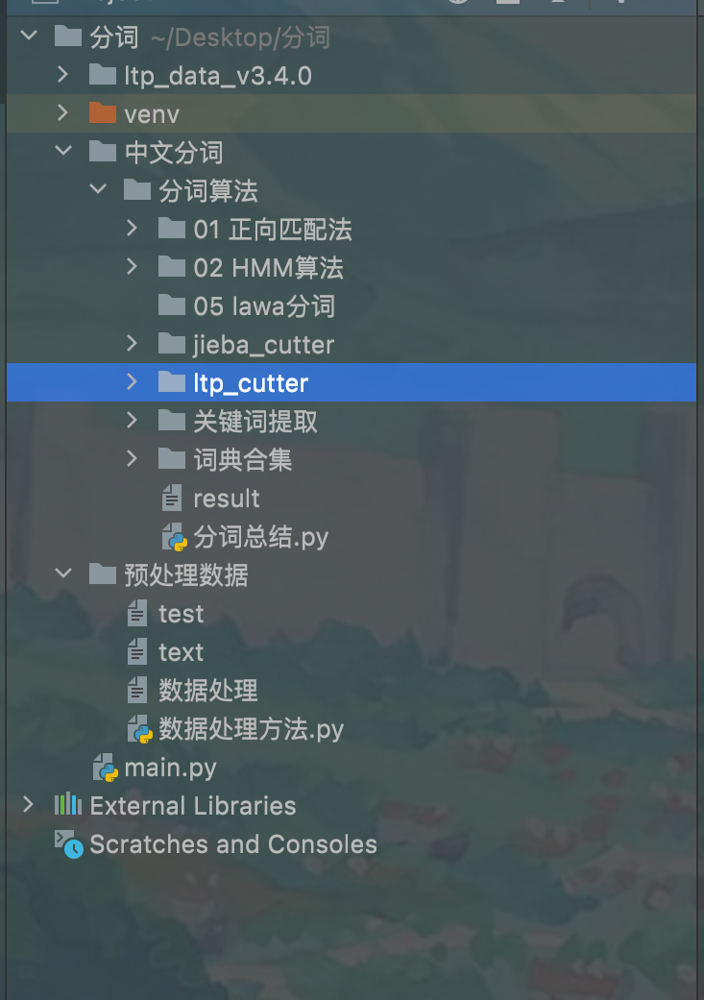 分词 ~/Desktop/分词
ltp_data_v3.4.0
venv
中文分词
分词算法
01 正向匹配法
02 HMM算法
05 lawa分词
jieba_cutter
ltp_cutter
关键词提取
词典合集
result
分词总结.py
预处理数据
test
text
数据处理
数据处理方法.py
main.py
External Libraries
Scratches and Consoles